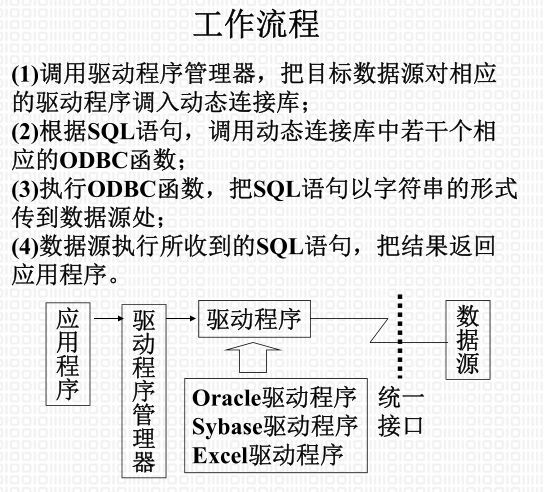 工作流程
(1)调用驱动程序管理器，把目标数据源对相应
的驱动程序调入动态连接库；
(2)根据SQL语句，调用动态连接库中若干个相
应的ODBC函数；
(3)执行ODBC函数，把SQL语句以字符串的形式
传到数据源处；
(4)数据源执行所收到的SQL语句，把结果返回
应用程序。
应用程序
驱动程序管理器
驱动程序
数据源
Oracle驱动程序
Sybase驱动程序
Excel驱动程序
统一
接口